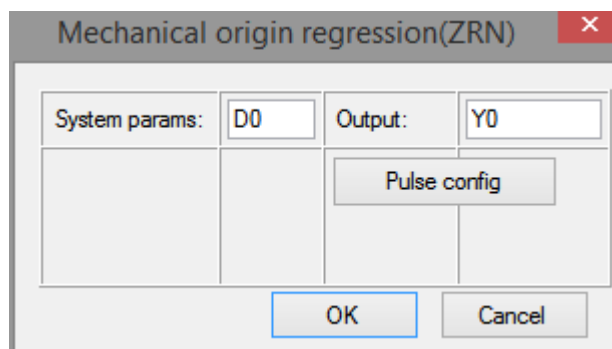 Mechanical origin regression(ZRN)
System params: D0 Output: Y0
Pulse config
OK Cancel